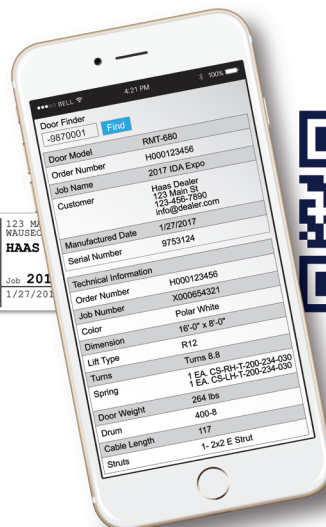 BELL 4:21 PM 100%
Door Finder
-9870001 Find
Door Model RMT-680
Order Number H000123456
Job Name 2017 IDA Expo
Customer Haas Dealer
123 Main St
123-456-7890
info@dealer.com
Manufactured Date 1/27/2017
Serial Number 9753124
Technical Information
Order Number H000123456
Job Number X000654321
Color Polar White
Dimension 16'-0" x 8'-0"
Lift Type R12
Turns Turns 8.8
Spring 1 EA. CS-RH-T-200-234-030
1 EA. CS-LH-T-200-234-030
Door Weight 264 lbs
Drum 400-8
Cable Length 117
Struts 1- 2x2 E Strut
123
HAAS
Job 201
1/27/201